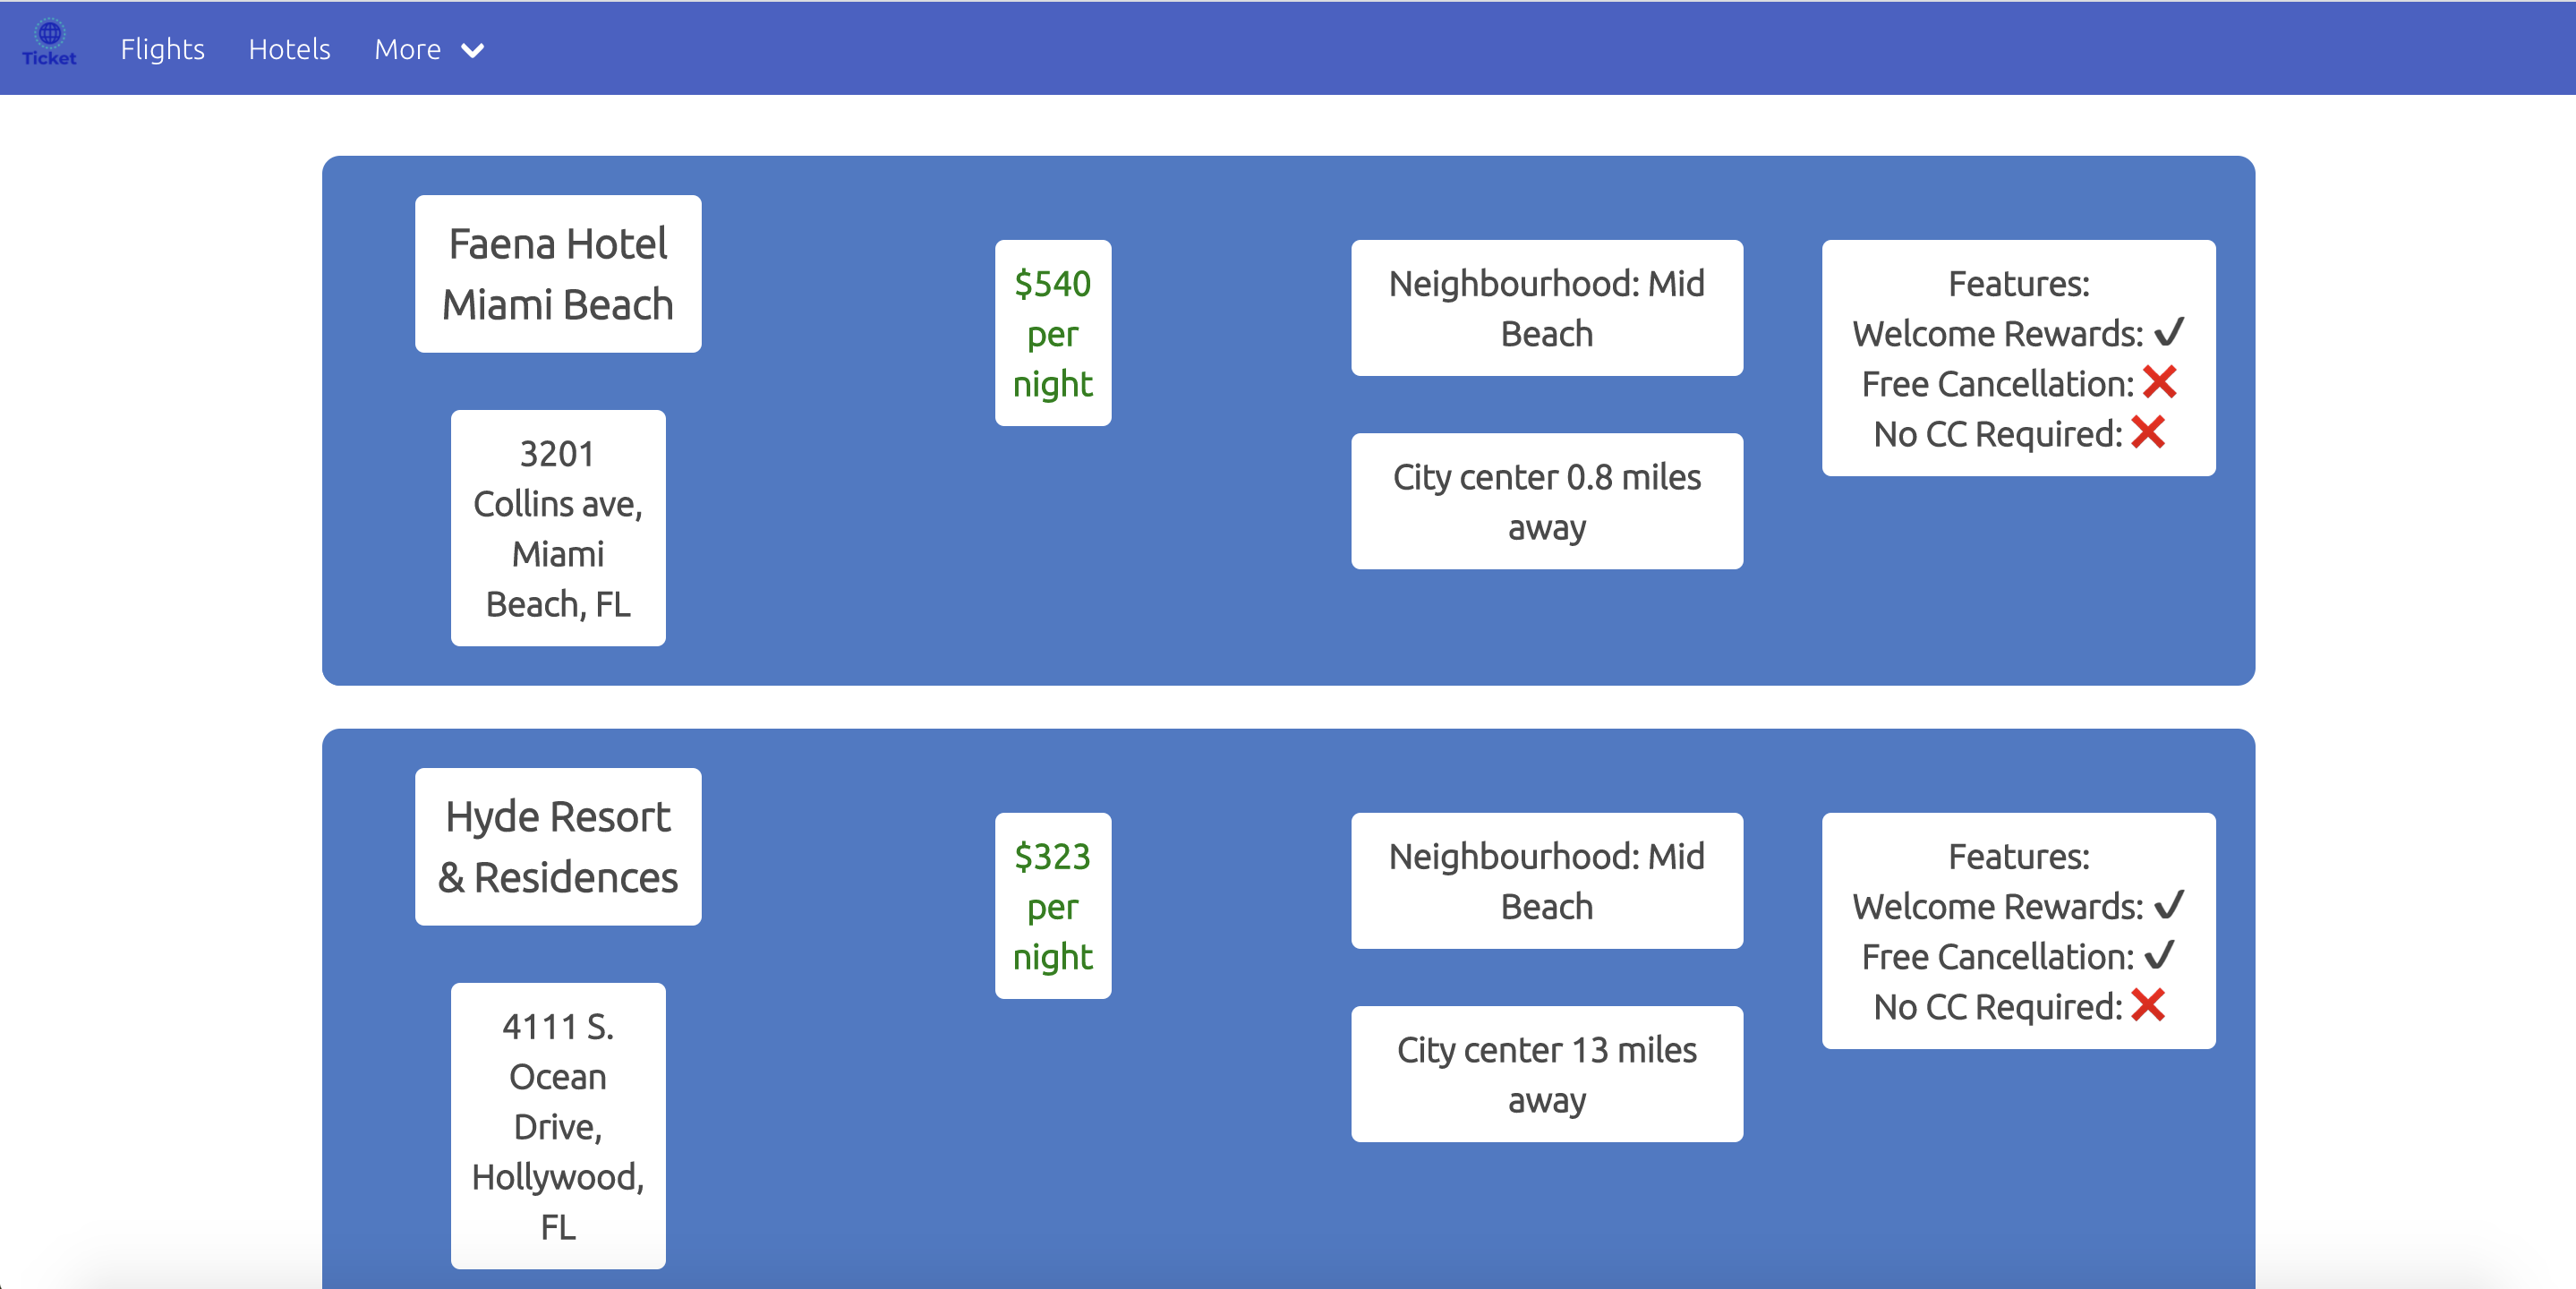 Ticket
Flights
Hotels
More
Faena Hotel
Miami Beach
3201
Collins ave,
Miami
Beach, FL
$540
per
night
Neighbourhood: Mid
Beach
City center 0.8 miles
away
Features:
Welcome Rewards: ✔
Free Cancellation: ❌
No CC Required: ❌
Hyde Resort
& Residences
4111 S.
Ocean
Drive,
Hollywood,
FL
$323
per
night
Neighbourhood: Mid
Beach
City center 13 miles
away
Features:
Welcome Rewards: ✔
Free Cancellation: ✔
No CC Required: ❌